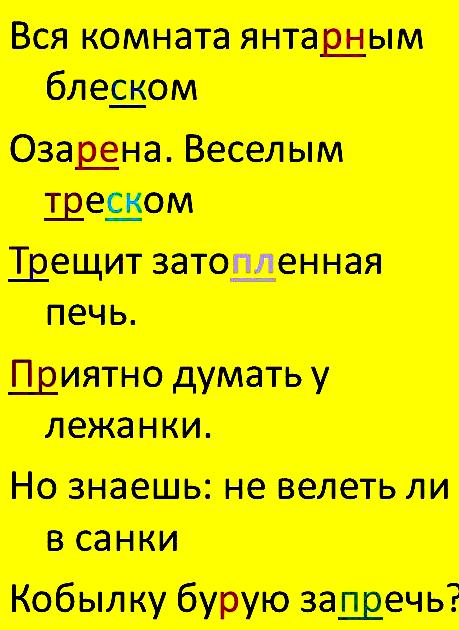 Вся комната янтарным
блеском
Озарена. Веселым
треском
Трещит затопленная
печь.
Приятно думать у
лежанки.
Но знаешь: не велеть ли
в санки
Кобылку бурую запречь?